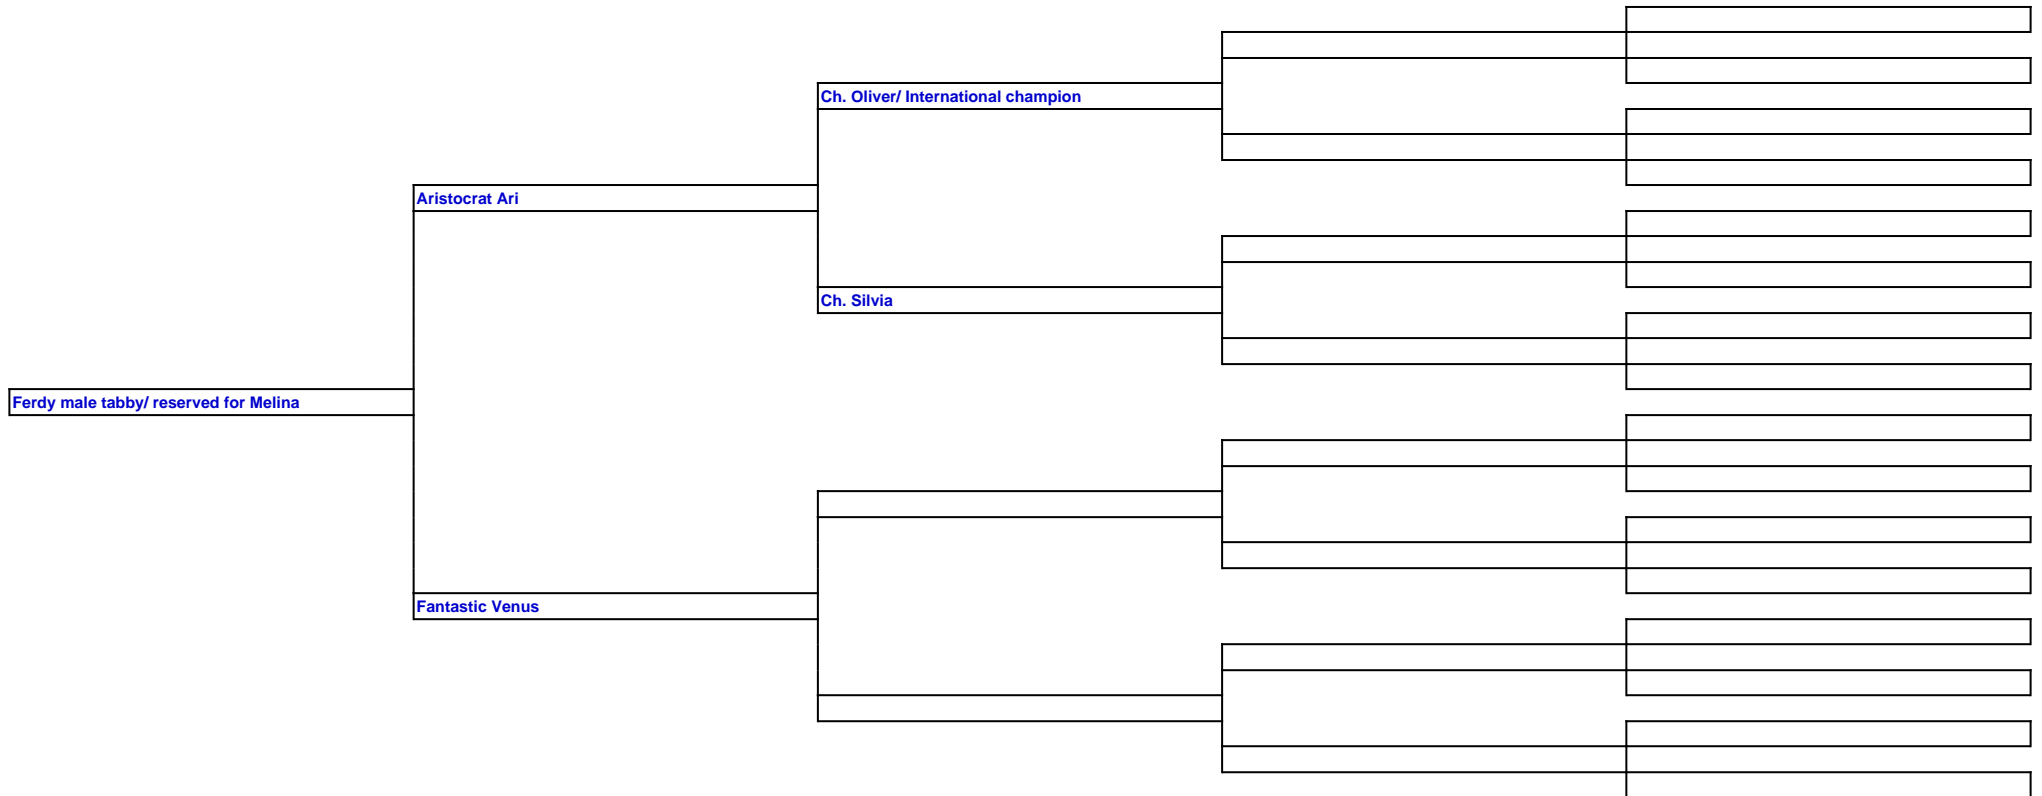 Ch. Oliver/ International champion
Aristocrat Ari
Ch. Silvia
Ferdy male tabby/ reserved for Melina
Fantastic Venus